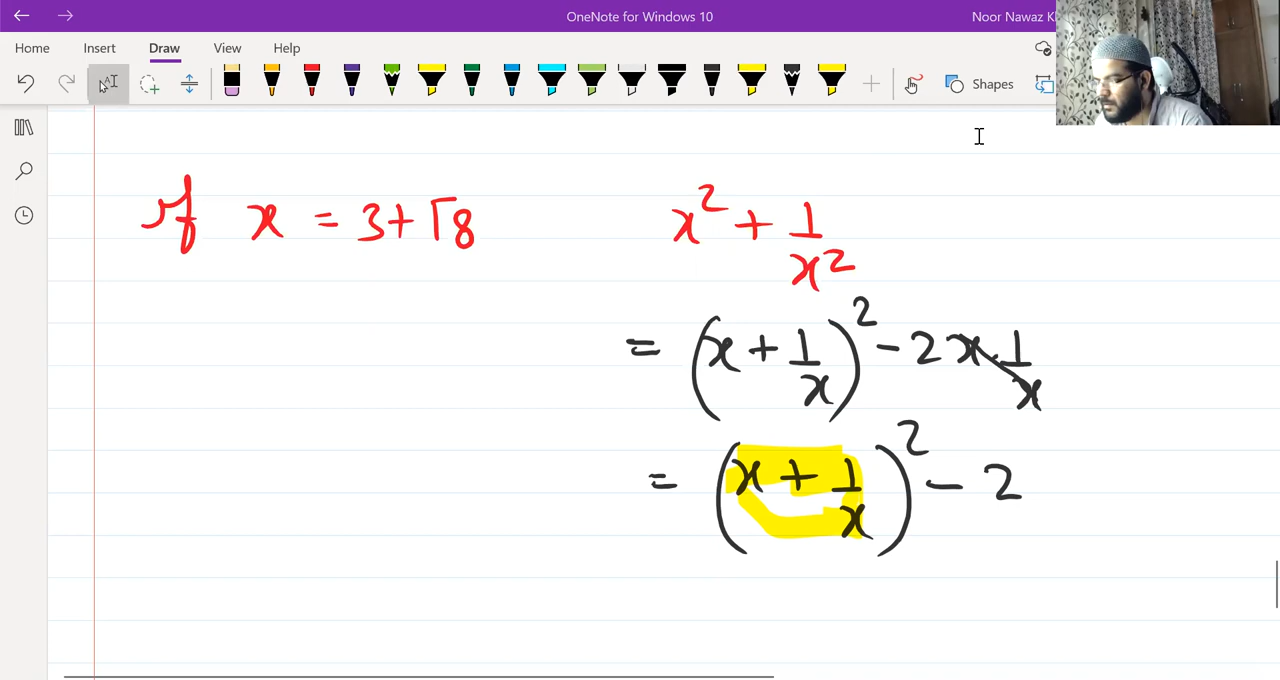 OneNote for Windows 10
Noor Nawaz K
Home Insert Draw View Help
Shapes
if x = 3+√8
x² + 1/x²
= (x + 1/x)² - 2x 1/x
= (x + 1/x)² - 2